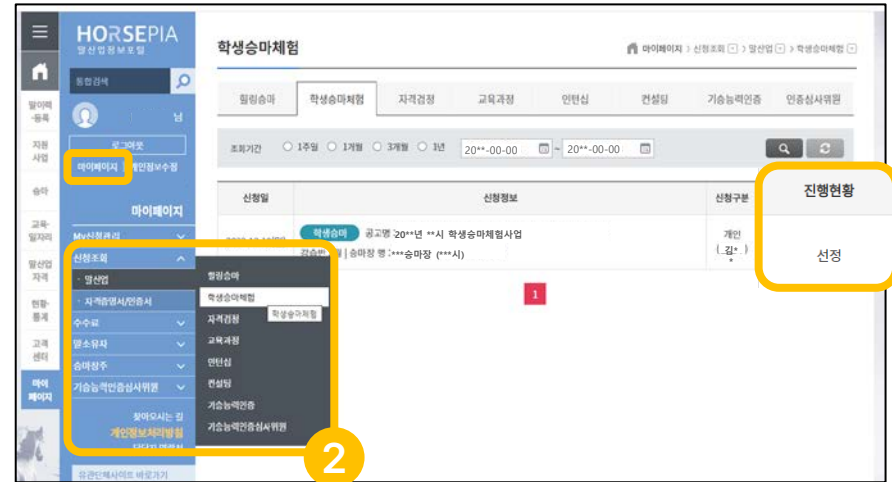 HORSEPIA
말산업정보포털
통합검색
님
로그아웃
마이페이지 개인정보수정
마이페이지
My신청관리
신청조회
· 말산업
· 자격증명서/인증서
수수료
말소유자
승마장주
기승능력인증심사위원
찾아오시는 길
개인정보처리방침
유관단체사이트 바로가기
말이력
·등록
지원
사업
승마
교육·
일자리
말산업
자격
현황·
통계
고객
센터
마이
페이지
힐링승마
학생승마체험
학생승마체험
자격검정
교육과정
인턴십
컨설팅
기승능력인증
기승능력인증심사위원
2
학생승마체험
마이페이지 > 신청조회 > 말산업 > 학생승마체험
힐링승마 학생승마체험 자격검정 교육과정 인턴십 컨설팅 기승능력인증 인증심사위원
조회기간 1주일 1개월 3개월 1년 20**-00-00 ~ 20**-00-00
신청일 신청정보 신청구분 진행현황
학생승마 공고명 : 20**년 **시 학생승마체험사업
| 승마장 명 : ***승마장 (***시)
개인
( 김* )
*
선정
1